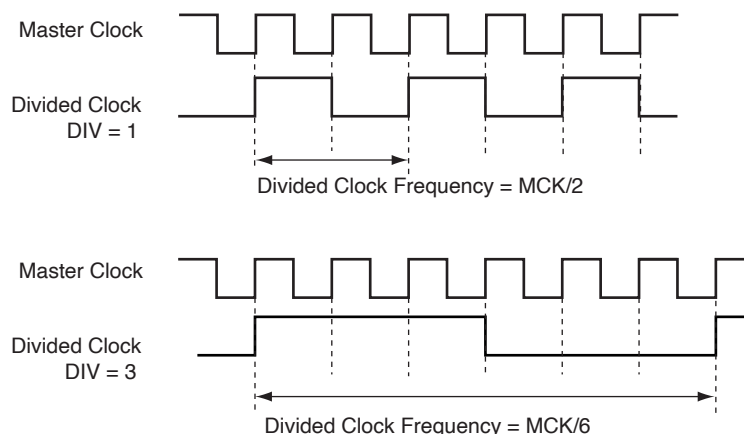 Master Clock
Divided Clock
DIV = 1
Divided Clock Frequency = MCK/2
Master Clock
Divided Clock
DIV = 3
Divided Clock Frequency = MCK/6